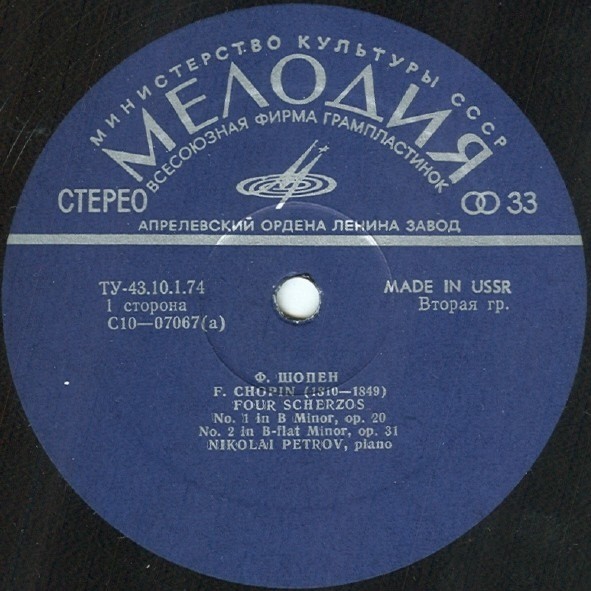 МИНИСТЕРСТВО КУЛЬТУРЫ СССР
МЕЛОДИЯ
ВСЕСОЮЗНАЯ ФИРМА ГРАМПЛАСТИНОК
СТЕРЕО
33
АПРЕЛЕВСКИЙ ОРДЕНА ЛЕНИНА ЗАВОД
ТУ-43.10.1.74
1 сторона
С10—07067(а)
MADE IN USSR
Вторая гр.
Ф. ШОПЕН
F. CHOPIN (1810—1849)
FOUR SCHERZOS
No. 1 in B Minor, op. 20
No. 2 in B-flat Minor, op. 31
NIKOLAI PETROV, piano